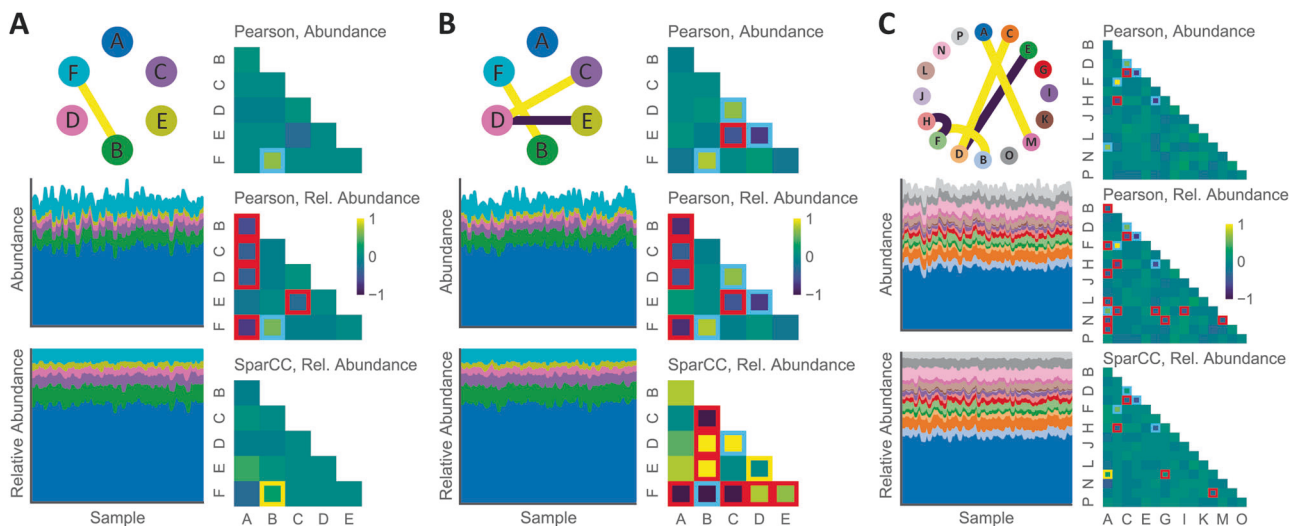 A
B
C
Pearson, Abundance
Pearson, Abundance
Pearson, Abundance
A
F
C
D
E
B
B
C
D
E
F
A
F
C
D
E
B
B
C
D
E
F
P
A
C
N
E
L
G
J
I
H
K
F
M
D
B
O
B
D
F
H
J
L
N
P
Abundance
Pearson, Rel. Abundance
B
C
D
E
F
1
0
−1
Abundance
Pearson, Rel. Abundance
B
C
D
E
F
1
0
−1
Abundance
Pearson, Rel. Abundance
B
D
F
H
J
L
N
P
1
0
−1
Relative Abundance
Sample
SparCC, Rel. Abundance
B
C
D
E
F
A B C D E
Relative Abundance
Sample
SparCC, Rel. Abundance
B
C
D
E
F
A B C D E
Relative Abundance
Sample
SparCC, Rel. Abundance
B
D
F
H
J
L
N
P
A C E G I K M O